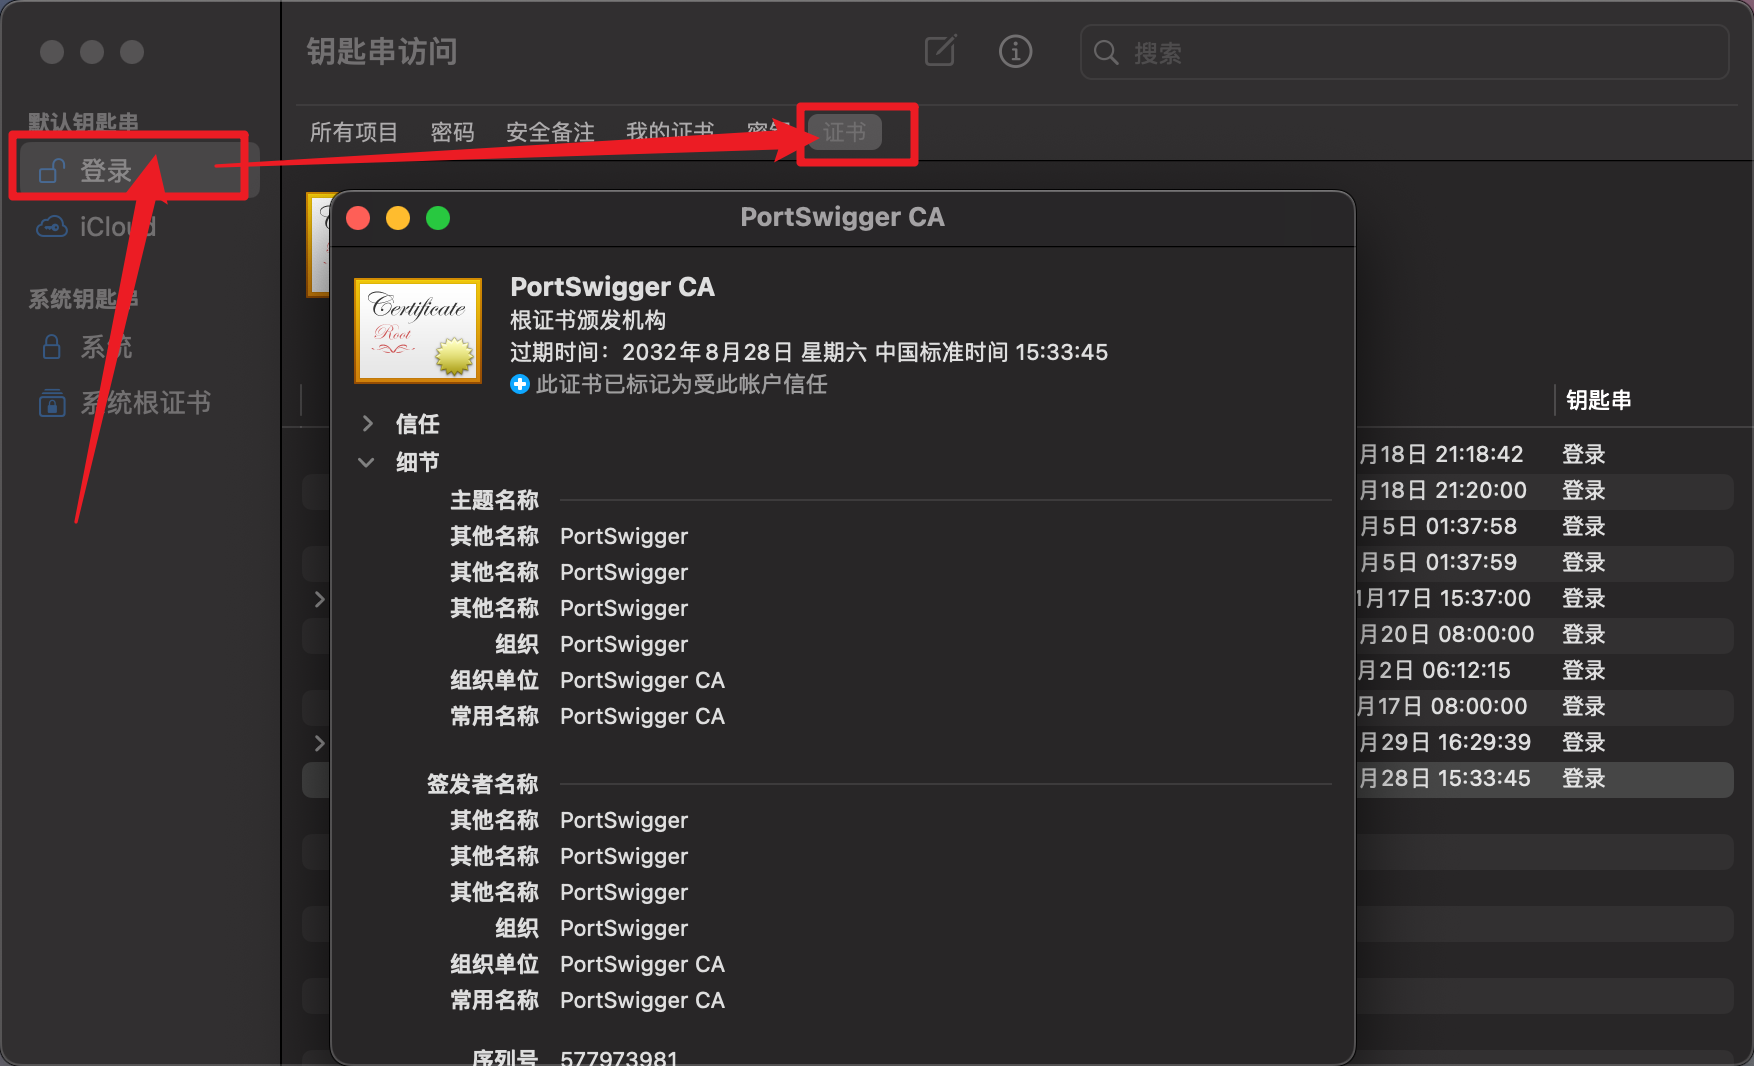 钥匙串访问
搜索
默认钥匙串
登录
iCloud
系统钥匙串
系统
系统根证书
所有项目 密码 安全备注 我的证书 密钥 证书
PortSwigger CA
Certificate
Root
PortSwigger CA
根证书颁发机构
过期时间：2032年8月28日 星期六 中国标准时间 15:33:45
此证书已标记为受此帐户信任
信任
细节
主题名称
其他名称 PortSwigger
其他名称 PortSwigger
其他名称 PortSwigger
组织 PortSwigger
组织单位 PortSwigger CA
常用名称 PortSwigger CA
签发者名称
其他名称 PortSwigger
其他名称 PortSwigger
其他名称 PortSwigger
组织 PortSwigger
组织单位 PortSwigger CA
常用名称 PortSwigger CA
序列号 577973981
钥匙串
月18日 21:18:42 登录
月18日 21:20:00 登录
月5日 01:37:58 登录
月5日 01:37:59 登录
1月17日 15:37:00 登录
月20日 08:00:00 登录
月2日 06:12:15 登录
月17日 08:00:00 登录
月29日 16:29:39 登录
月28日 15:33:45 登录